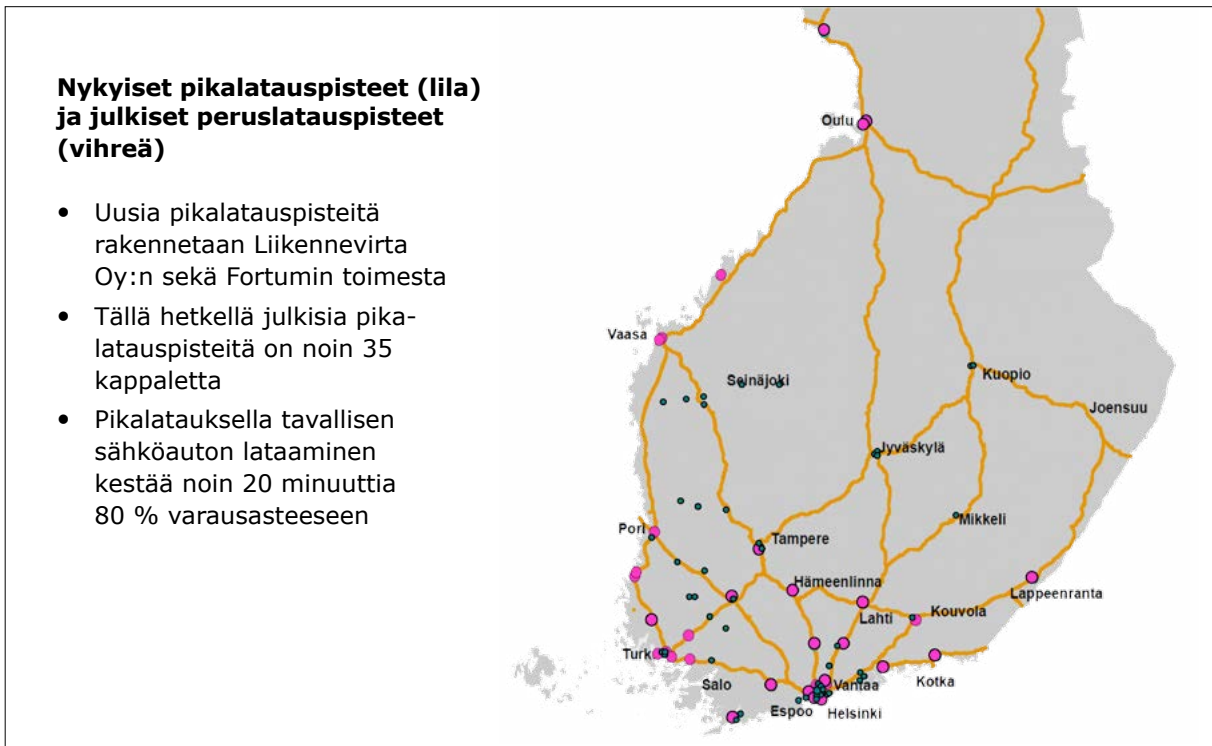 Nykyiset pikalatauspisteet (lila)
ja julkiset peruslatauspisteet
(vihreä)
• Uusia pikalatauspisteitä
rakennetaan Liikennevirta
Oy:n sekä Fortumin toimesta
• Tällä hetkellä julkisia pika-
latauspisteitä on noin 35
kappaletta
• Pikalatauksella tavallisen
sähköauton lataaminen
kestää noin 20 minuuttia
80 % varausasteeseen
Oulu
Vaasa
Seinäjoki
Kuopio
Joensuu
Jyväskylä
Mikkeli
Pori
Tampere
Hämeenlinna
Lappeenranta
Lahti
Kouvola
Turk
Salo
Vantaa
Kotka
Espoo
Helsinki